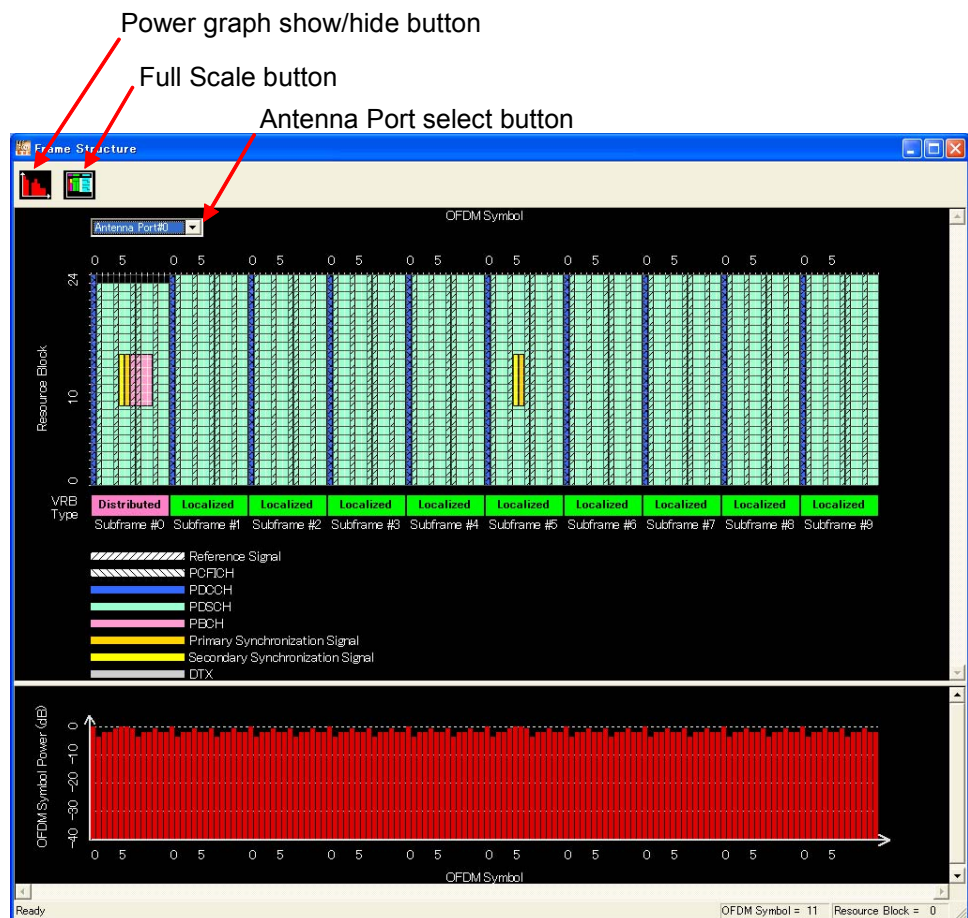 Power graph show/hide button
Full Scale button
Antenna Port select button
Frame Structure
OFDM Symbol
Antenna Port#0
0 5 0 5 0 5 0 5 0 5 0 5 0 5 0 5 0 5 0 5
24
Resource Block
10
0
VRB Type
Distributed Localized Localized Localized Localized Localized Localized Localized Localized Localized
Subframe #0 Subframe #1 Subframe #2 Subframe #3 Subframe #4 Subframe #5 Subframe #6 Subframe #7 Subframe #8 Subframe #9
Reference Signal
PCFICH
PDCCH
PDSCH
PBCH
Primary Synchronization Signal
Secondary Synchronization Signal
DTX
OFDM Symbol Power (dB)
0
-10
-20
-30
-40
0 5 0 5 0 5 0 5 0 5 0 5 0 5 0 5 0 5 0 5
OFDM Symbol
Ready
OFDM Symbol = 11 Resource Block = 0